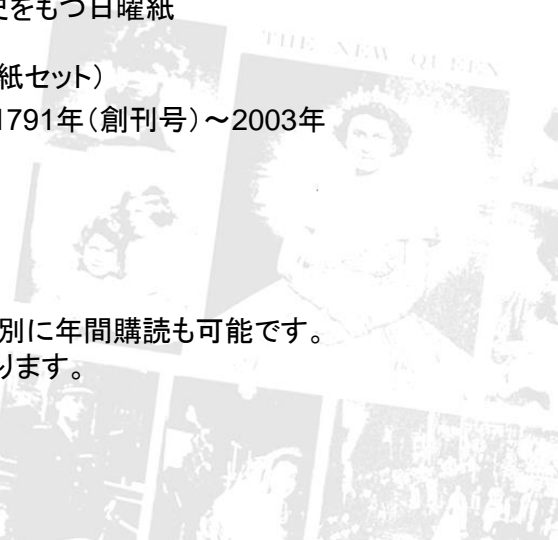 史をもつ日曜紙
THE NEW QUEEN
紙セット）
1791年（創刊号）～2003年
別に年間購読も可能です。
ります。